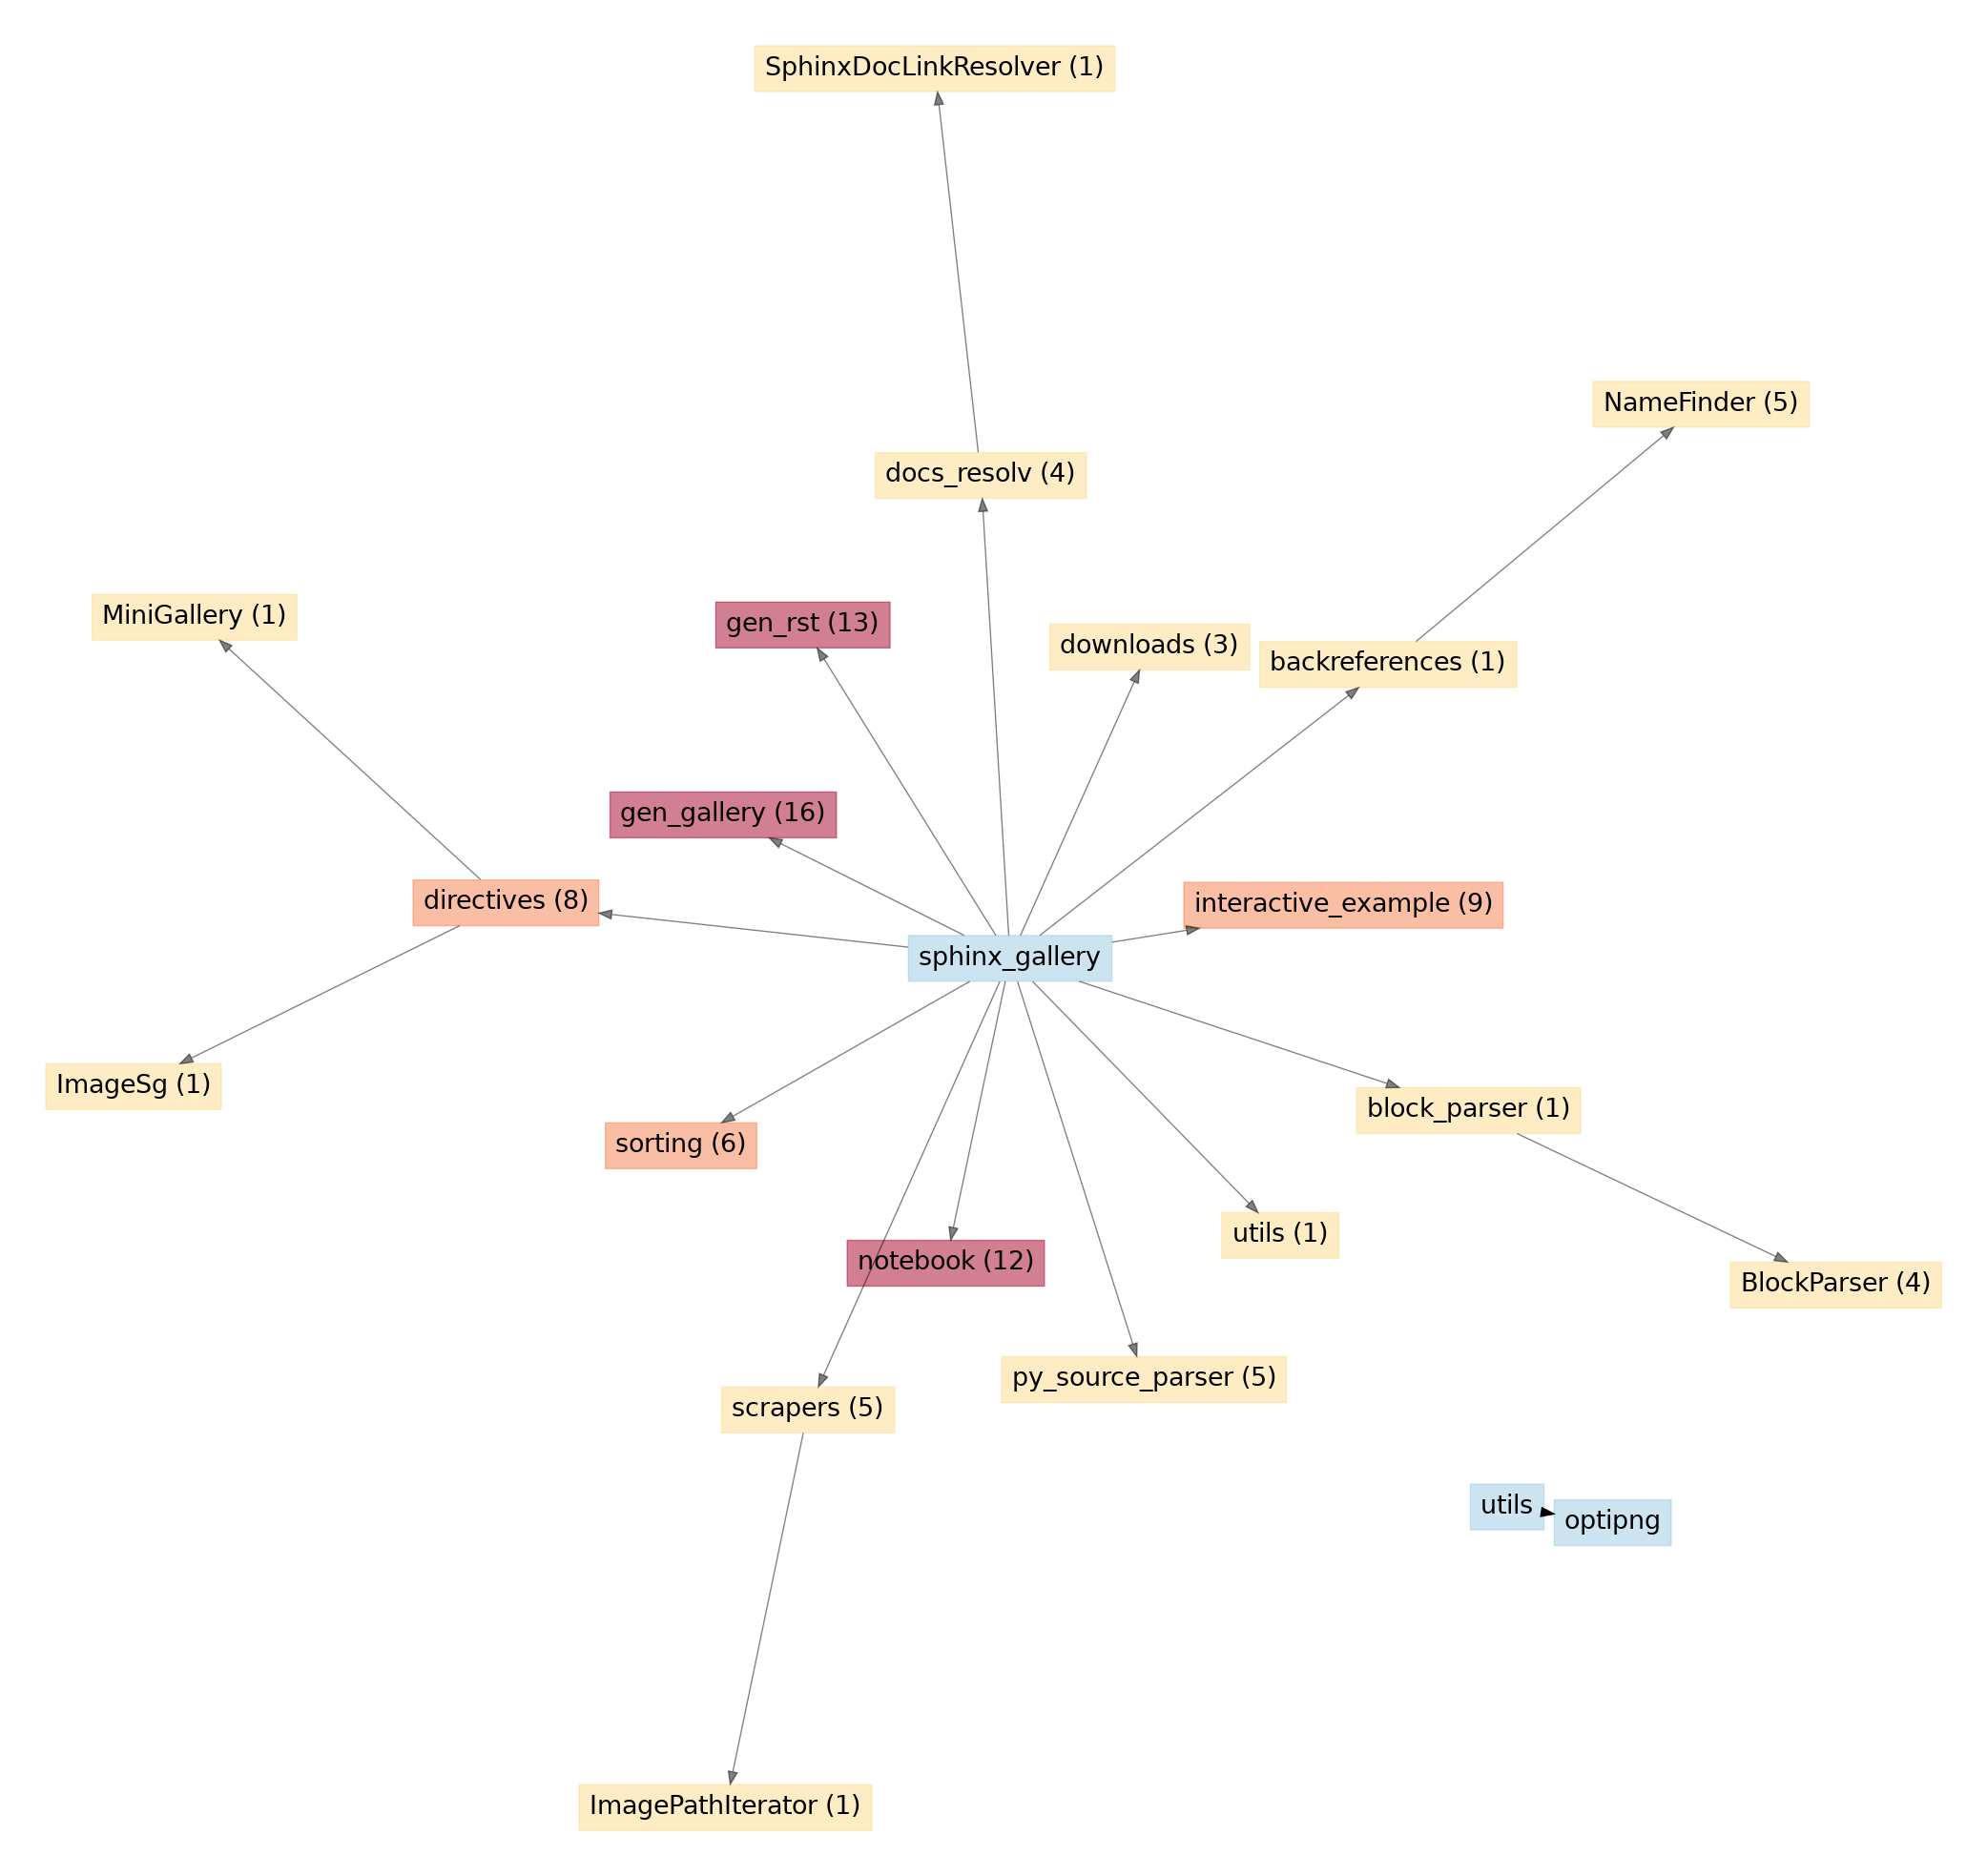 SphinxDocLinkResolver (1)
NameFinder (5)
docs_resolv (4)
MiniGallery (1)
gen_rst (13)
downloads (3)
backreferences (1)
gen_gallery (16)
directives (8)
interactive_example (9)
sphinx_gallery
ImageSg (1)
block_parser (1)
sorting (6)
utils (1)
notebook (12)
BlockParser (4)
py_source_parser (5)
scrapers (5)
utils
optipng
ImagePathIterator (1)